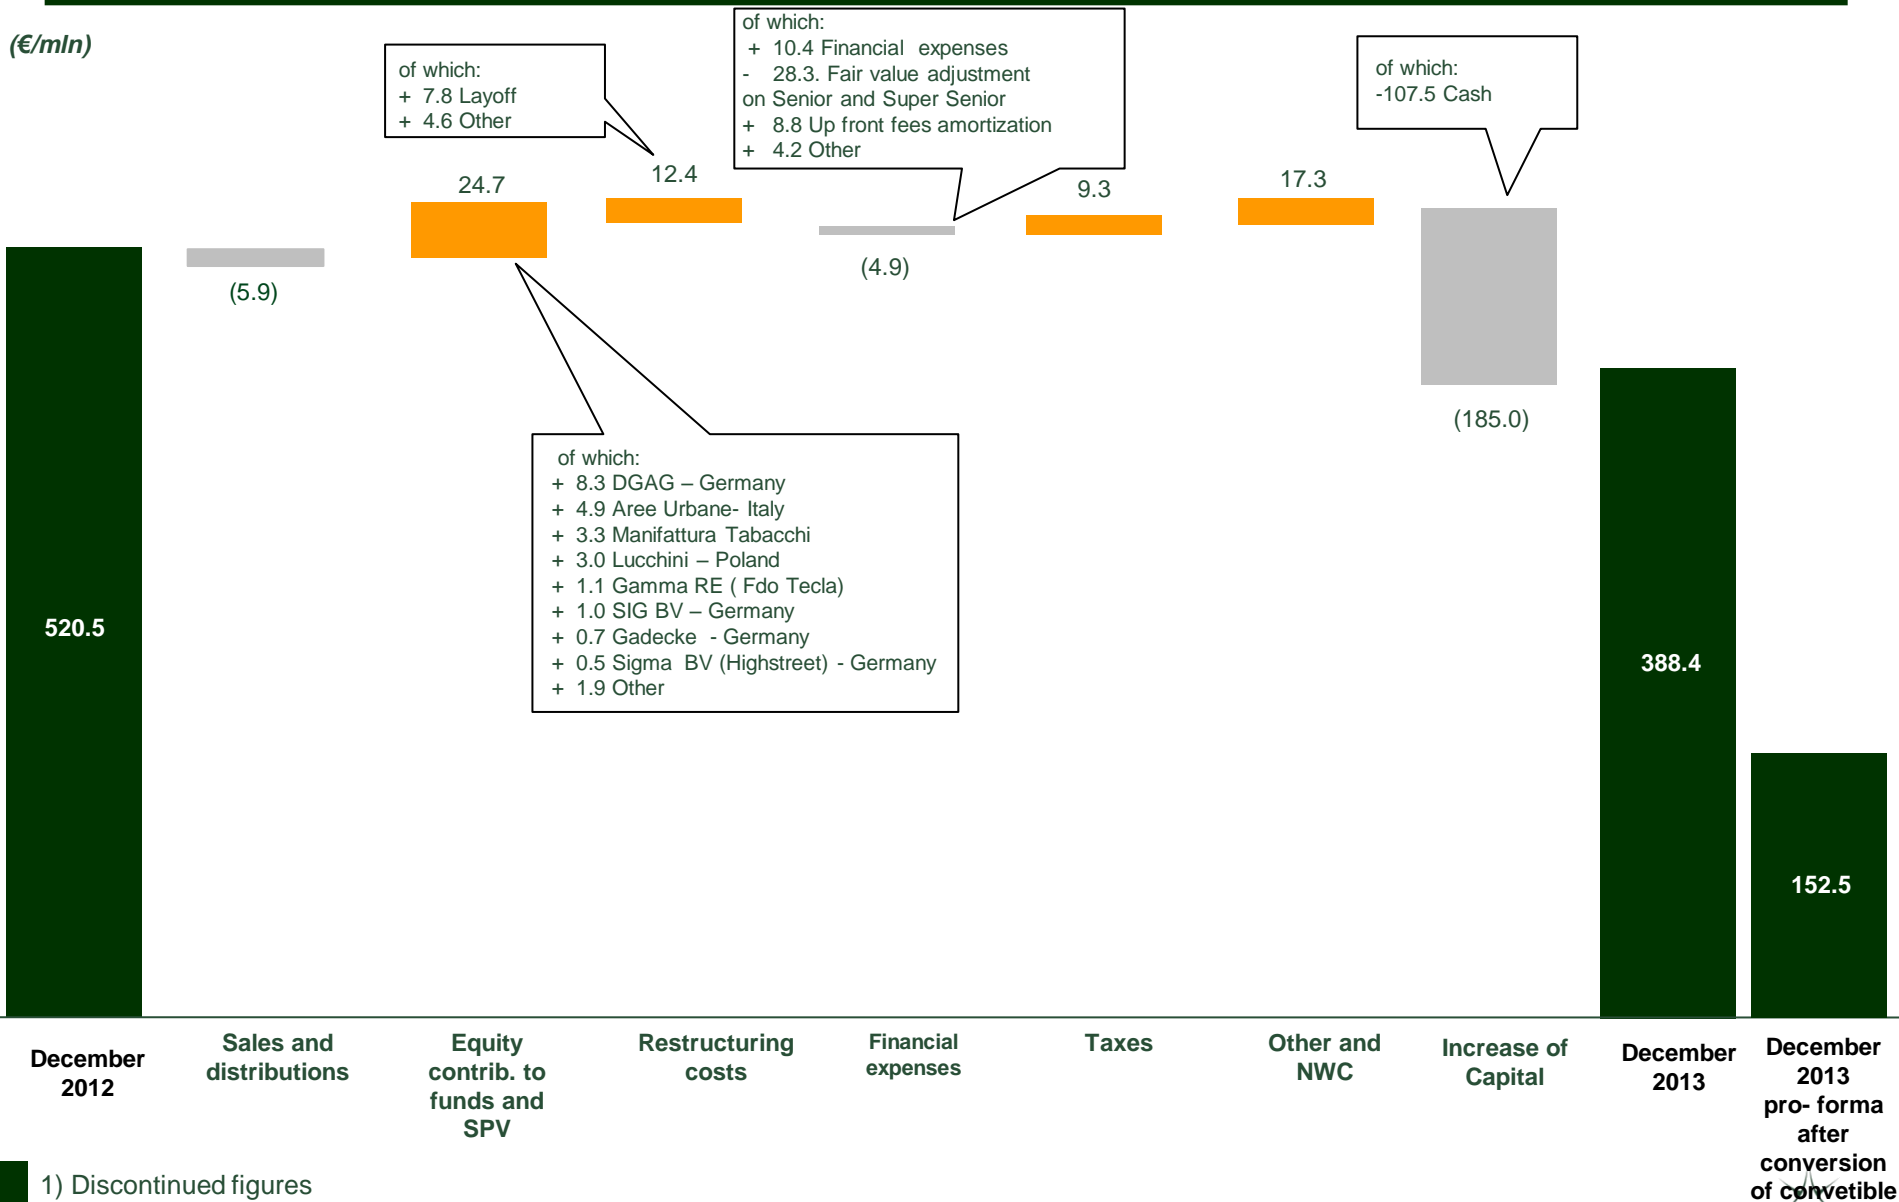 (€/mln)
of which:
+ 7.8 Layoff
+ 4.6 Other
of which:
+ 10.4 Financial expenses
- 28.3. Fair value adjustment
on Senior and Super Senior
+ 8.8 Up front fees amortization
+ 4.2 Other
of which:
-107.5 Cash
24.7
12.4
9.3
17.3
(5.9)
(4.9)
(185.0)
of which:
+ 8.3 DGAG – Germany
+ 4.9 Aree Urbane- Italy
+ 3.3 Manifattura Tabacchi
+ 3.0 Lucchini – Poland
+ 1.1 Gamma RE ( Fdo Tecla)
+ 1.0 SIG BV – Germany
+ 0.7 Gadecke - Germany
+ 0.5 Sigma BV (Highstreet) - Germany
+ 1.9 Other
520.5
388.4
152.5
December
2012
Sales and
distributions
Equity
contrib. to
funds and
SPV
Restructuring
costs
Financial
expenses
Taxes
Other and
NWC
Increase of
Capital
December
2013
December
2013
pro- forma
after
conversion
of convetible
1) Discontinued figures